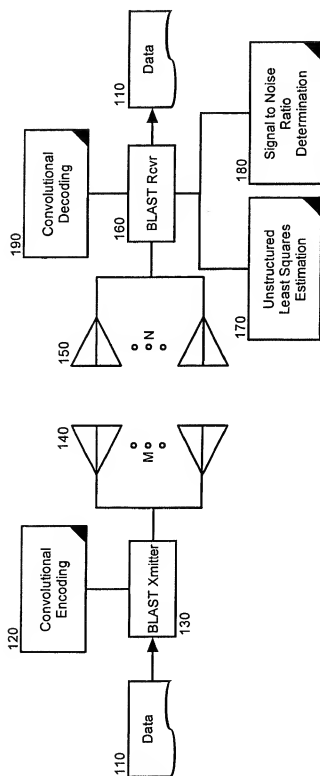 110
Data
120
Convolutional
Encoding
BLAST Xmitter
130
140
M
150
N
190
Convolutional
Decoding
160
BLAST Rcvr
110
Data
170
Unstructured
Least Squares
Estimation
180
Signal to Noise
Ratio
Determination